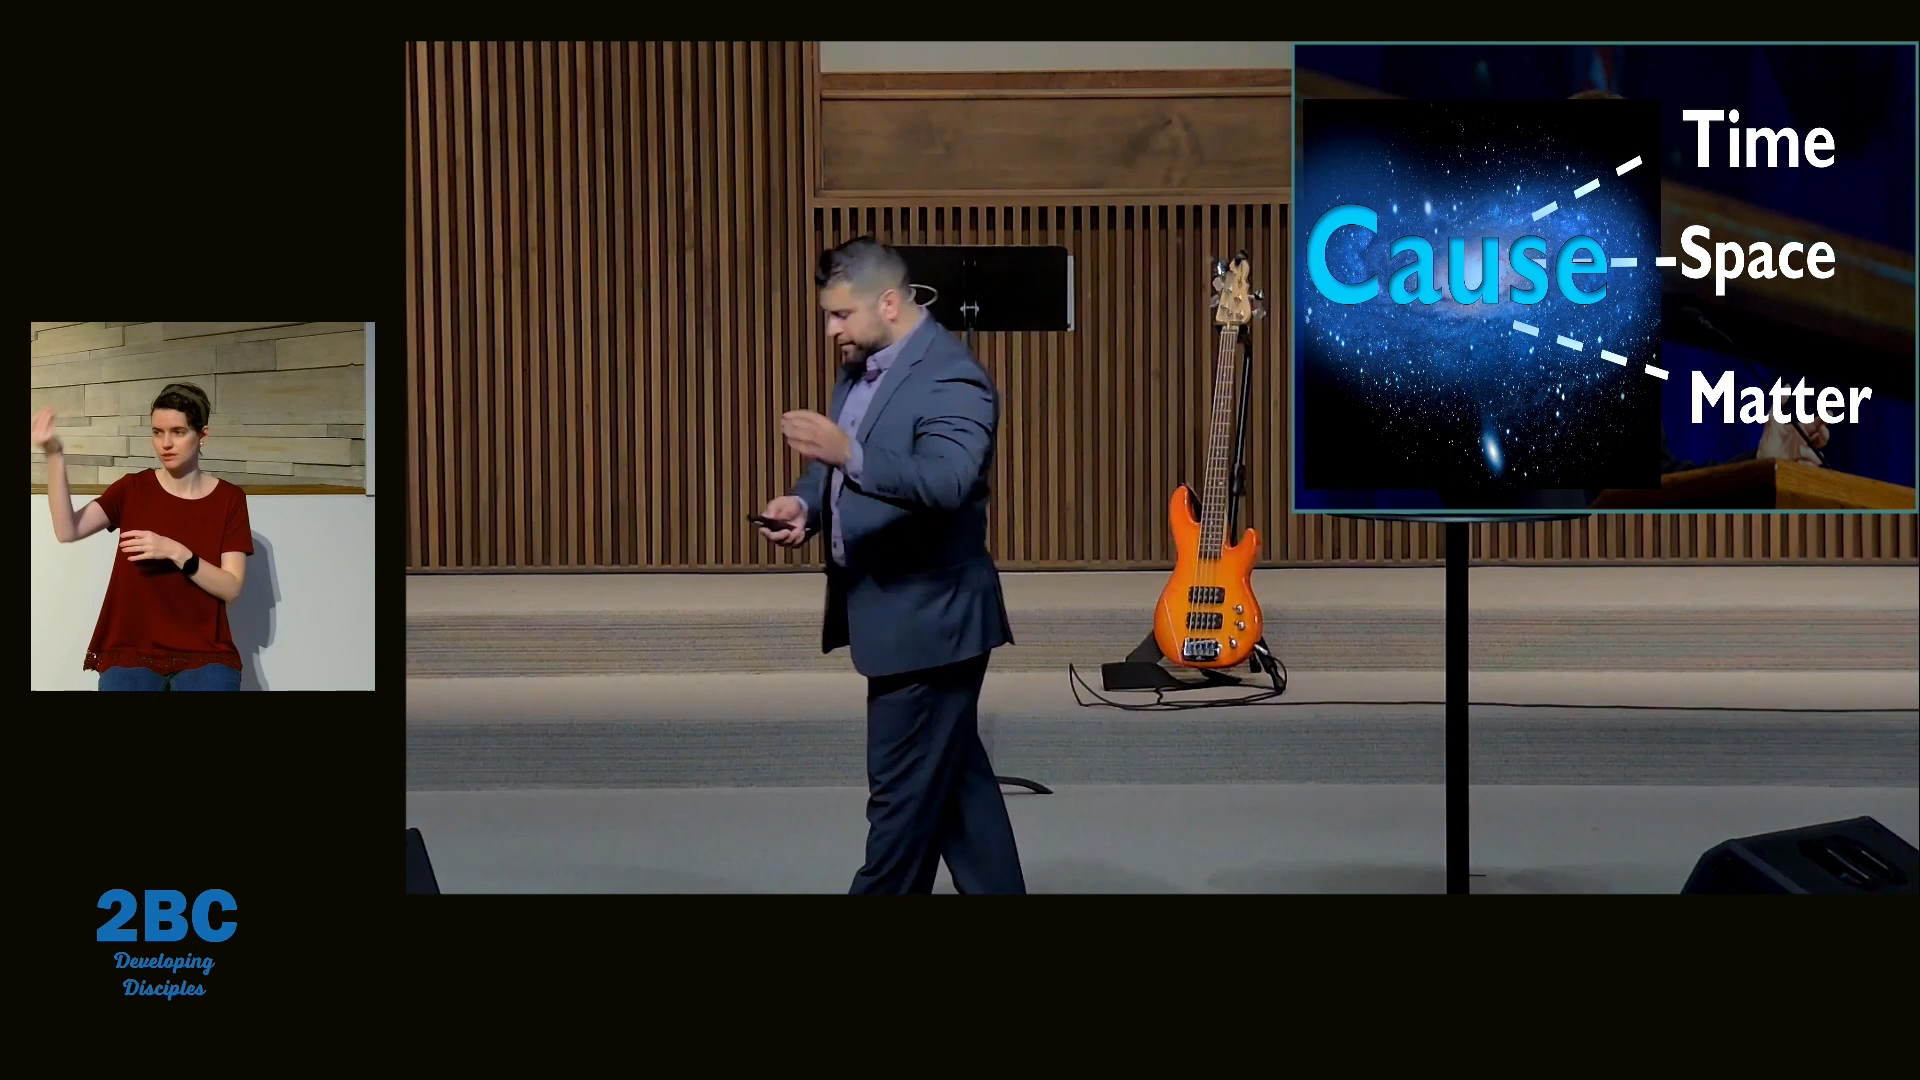 Time
Cause
Space
Matter
2BC
Developing
Disciples